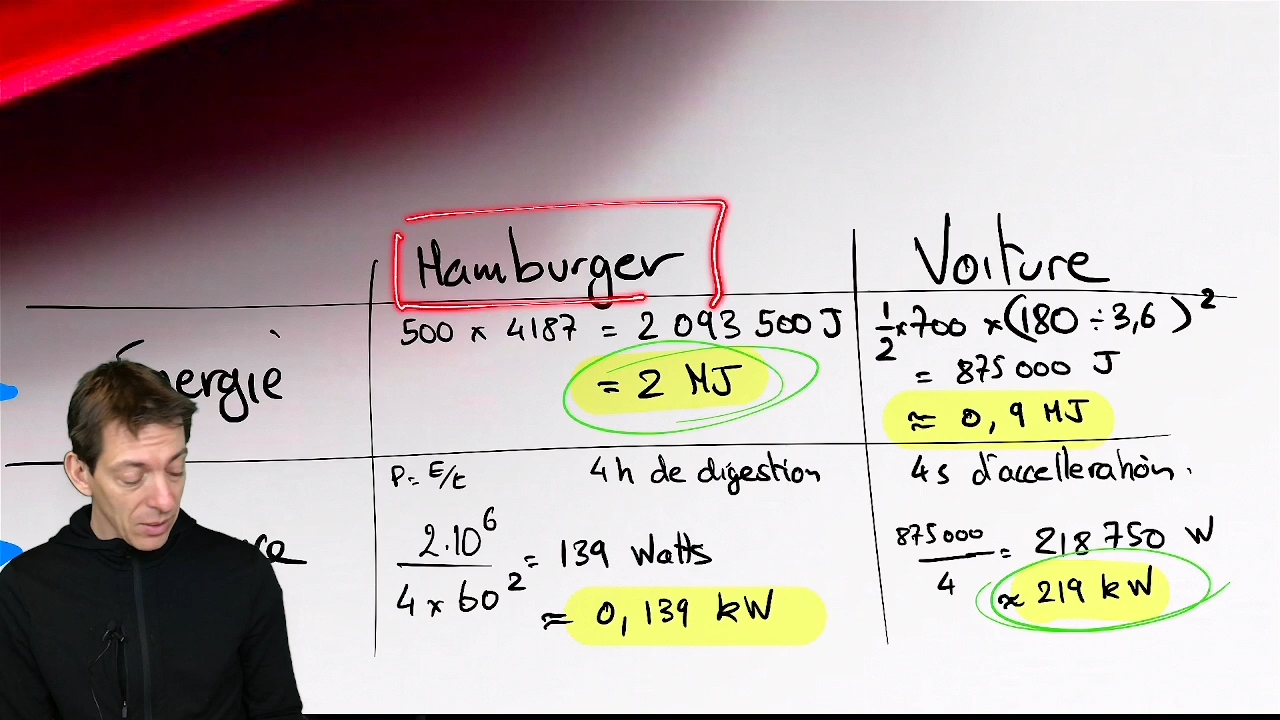 Hamburger
Voiture
Énergie
500 x 4187 = 2 093 500 J
= 2 MJ
1/2 x 700 x (180 ÷ 3,6)²
= 875 000 J
≈ 0,9 MJ
P = E/t
4h de digestion
2.10⁶ / 4 x 60² = 139 Watts
≈ 0,139 kW
4s d'accelleration.
875 000 / 4 = 218 750 W
≈ 219 kW